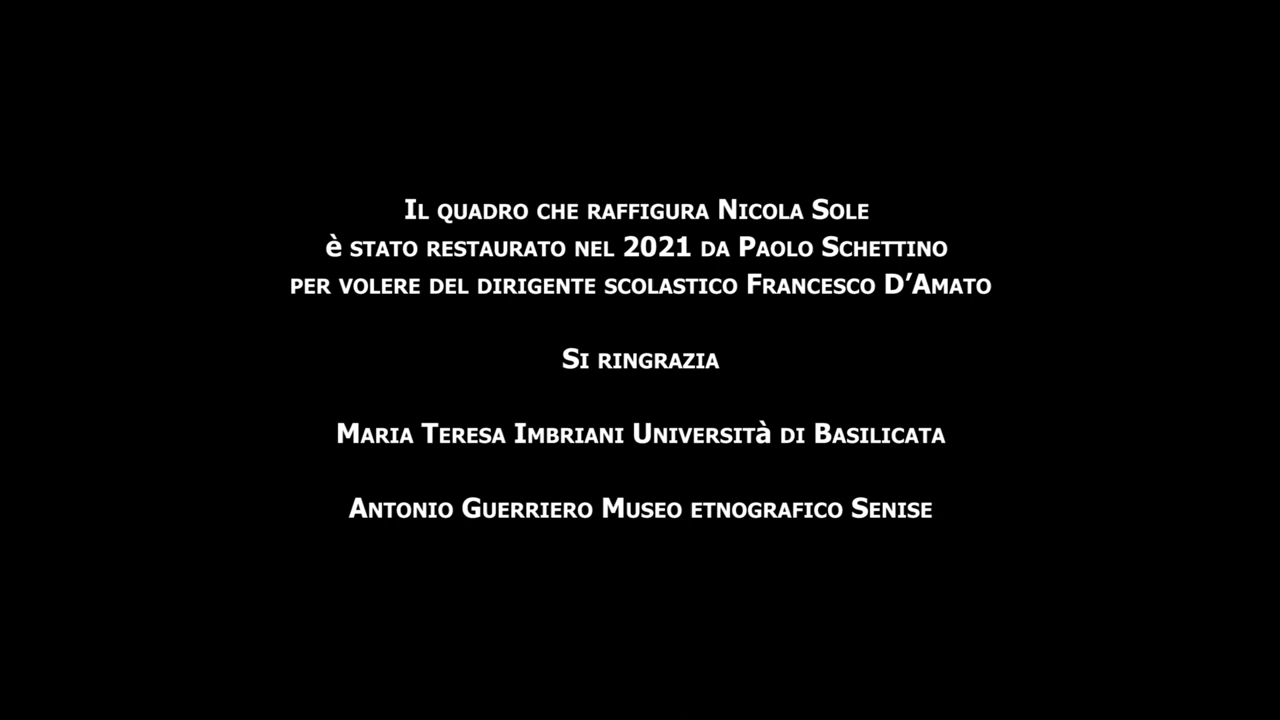 Il quadro che raffigura Nicola Sole
è stato restaurato nel 2021 da Paolo Schettino
per volere del dirigente scolastico Francesco D’Amato
Si ringrazia
Maria Teresa Imbriani Università di Basilicata
Antonio Guerriero Museo etnografico Senise